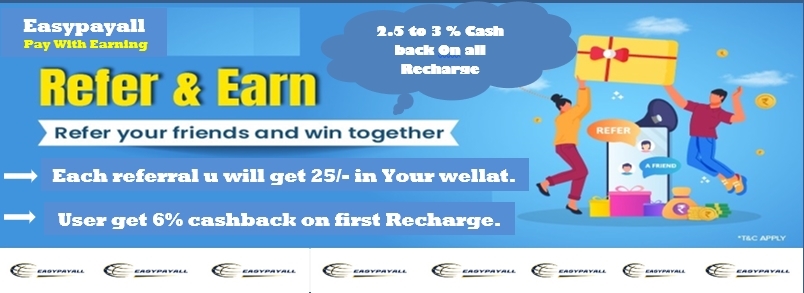 Easypayall
Pay With Earning
2.5 to 3 % Cash
back On all
Recharge
Refer & Earn
Refer your friends and win together
REFER
A FRIEND
Each referral u will get 25/- in Your wellat.
User get 6% cashback on first Recharge.
*T&C APPLY
EASYPAYALL EASYPAYALL EASYPAYALL EASYPAYALL EASYPAYALL EASYPAYALL EASYPAYALL EASYPAYALL